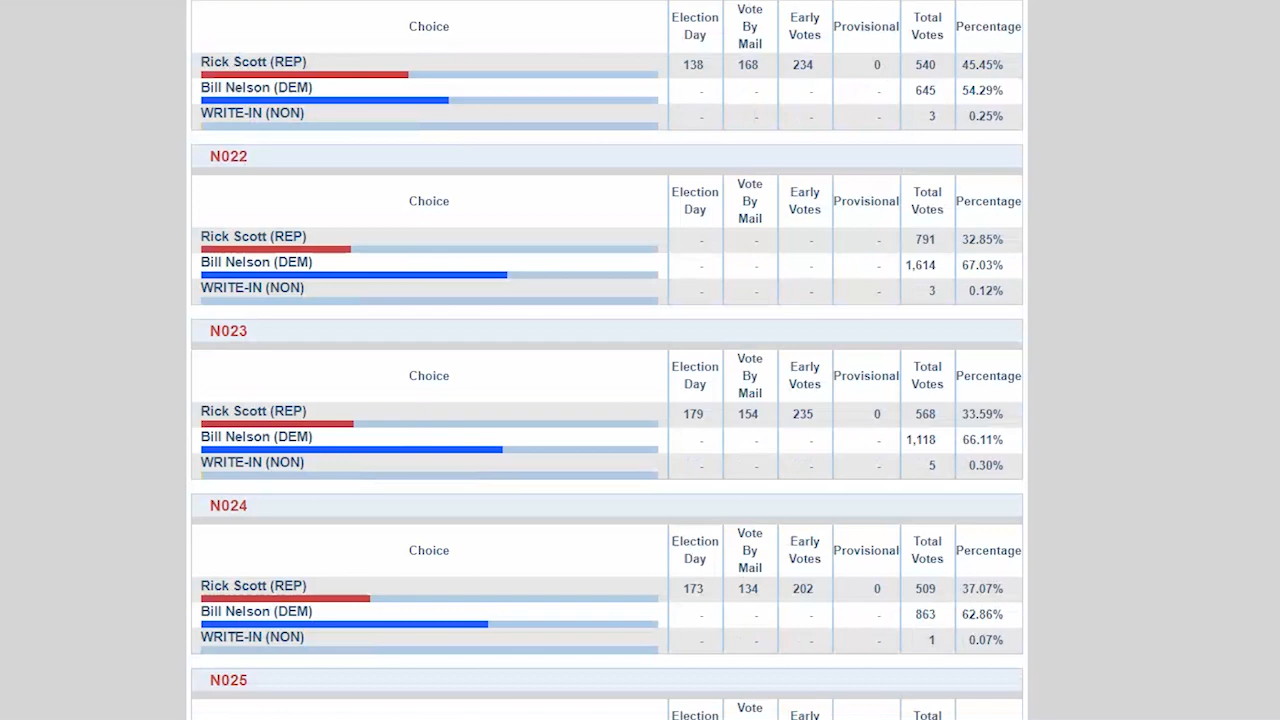 Choice Election Day Vote By Mail Early Votes Provisional Total Votes Percentage
Rick Scott (REP) 138 168 234 0 540 45.45%
Bill Nelson (DEM) - - - - 645 54.29%
WRITE-IN (NON) - - - - 3 0.25%
N022
Choice Election Day Vote By Mail Early Votes Provisional Total Votes Percentage
Rick Scott (REP) - - - - 791 32.85%
Bill Nelson (DEM) - - - - 1,614 67.03%
WRITE-IN (NON) - - - - 3 0.12%
N023
Choice Election Day Vote By Mail Early Votes Provisional Total Votes Percentage
Rick Scott (REP) 179 154 235 0 568 33.59%
Bill Nelson (DEM) - - - - 1,118 66.11%
WRITE-IN (NON) - - - - 5 0.30%
N024
Choice Election Day Vote By Mail Early Votes Provisional Total Votes Percentage
Rick Scott (REP) 173 134 202 0 509 37.07%
Bill Nelson (DEM) - - - - 863 62.86%
WRITE-IN (NON) - - - - 1 0.07%
N025
Election Vote Early Total